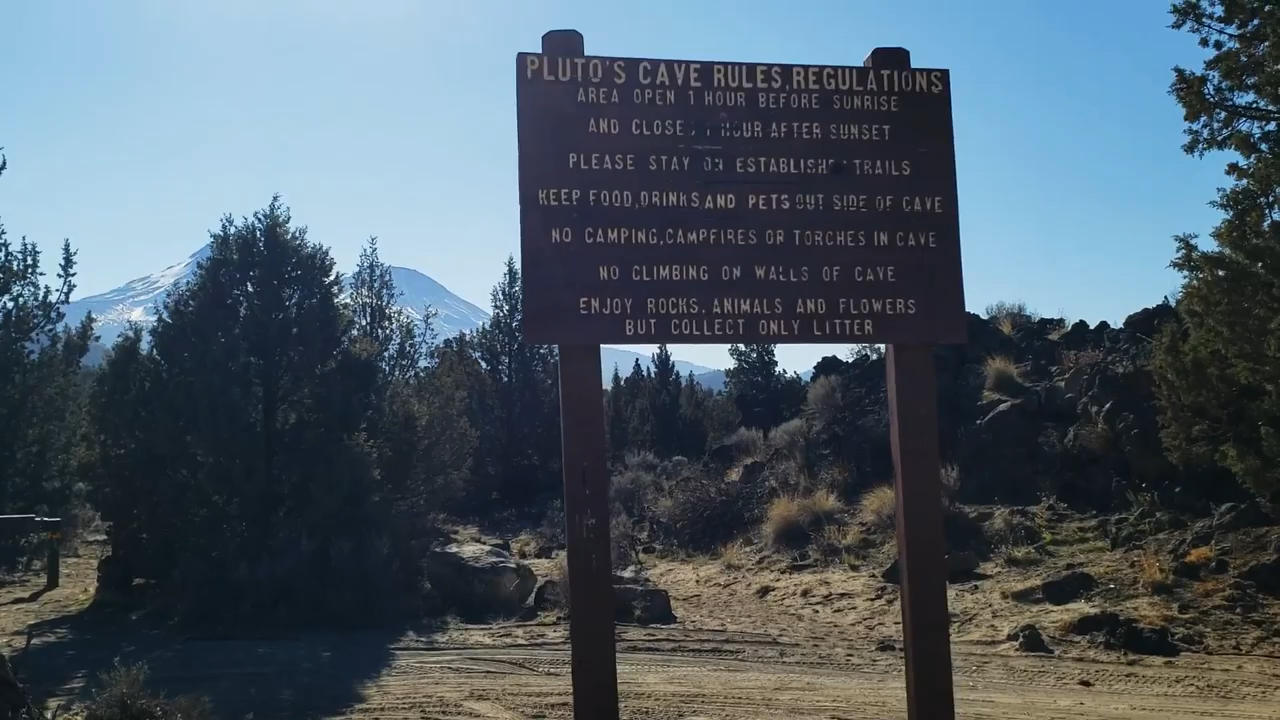 PLUTO'S CAVE RULES,REGULATIONS
AREA OPEN 1 HOUR BEFORE SUNRISE
AND CLOSE 1 HOUR AFTER SUNSET
PLEASE STAY ON ESTABLISHE TRAILS
KEEP FOOD,DRINKS,AND PETS OUT SIDE OF CAVE
NO CAMPING,CAMPFIRES OR TORCHES IN CAVE
NO CLIMBING ON WALLS OF CAVE
ENJOY ROCKS, ANIMALS AND FLOWERS
BUT COLLECT ONLY LITTER